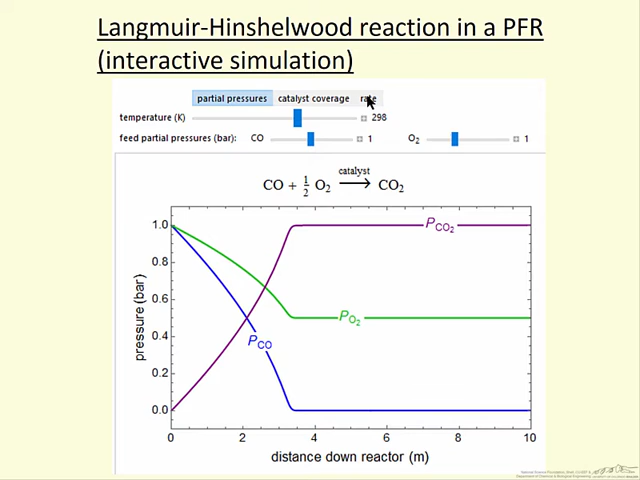 Langmuir-Hinshelwood reaction in a PFR
(interactive simulation)
partial pressures catalyst coverage rate
temperature (K) 298
feed partial pressures (bar): CO 1 O2 1
catalyst
CO + 1/2 O2 ⟶ CO2
1.0
0.8
0.6
0.4
0.2
0.0
pressure (bar)
PCO2
PO2
PCO
0 2 4 6 8 10
distance down reactor (m)